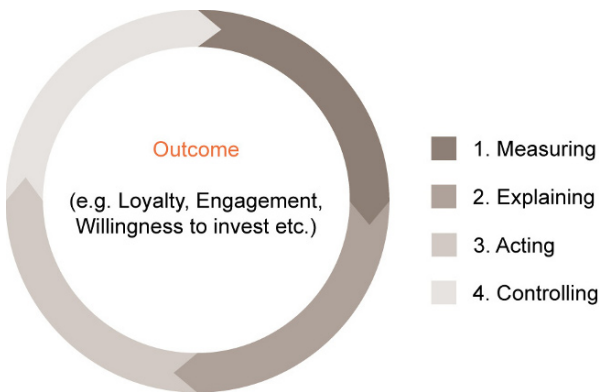 Outcome
(e.g. Loyalty, Engagement,
Willingness to invest etc.)
1. Measuring
2. Explaining
3. Acting
4. Controlling